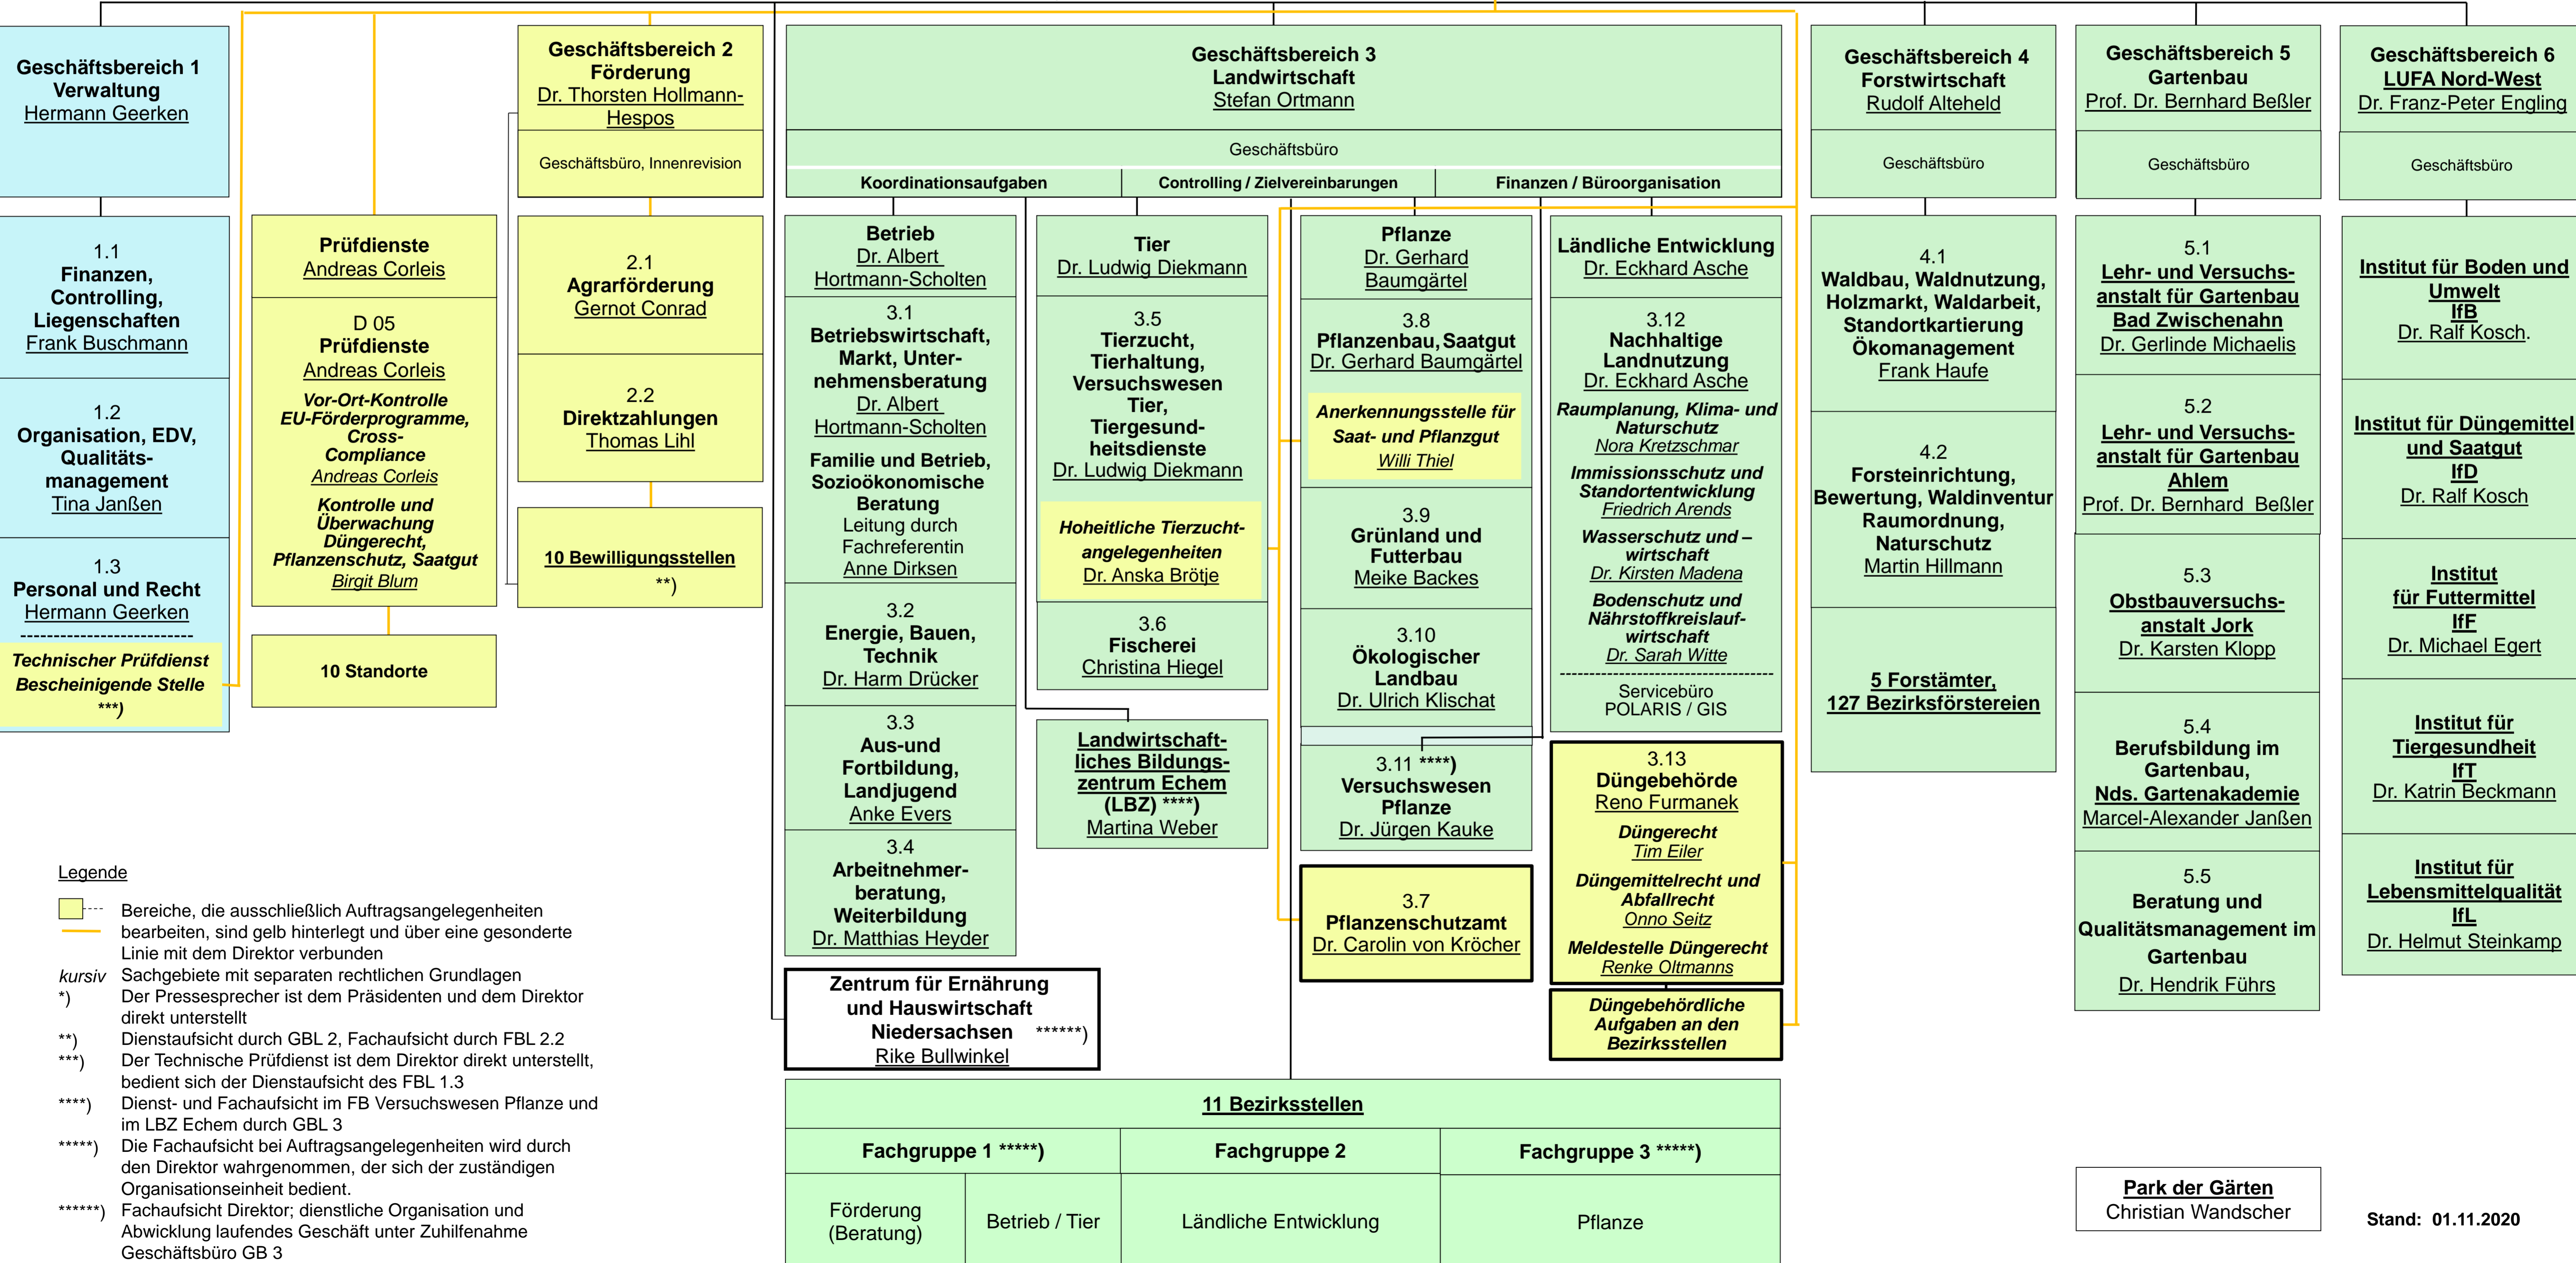 Geschäftsbereich 1
Verwaltung
Hermann Geerken
1.1
Finanzen,
Controlling,
Liegenschaften
Frank Buschmann
1.2
Organisation, EDV,
Qualitäts-
management
Tina Janßen
1.3
Personal und Recht
Hermann Geerken
--------------------------
Technischer Prüfdienst
Bescheinigende Stelle
***)
Prüfdienste
Andreas Corleis
D 05
Prüfdienste
Andreas Corleis
Vor-Ort-Kontrolle
EU-Förderprogramme,
Cross-
Compliance
Andreas Corleis
Kontrolle und
Überwachung
Düngerecht,
Pflanzenschutz, Saatgut
Birgit Blum
10 Standorte
Geschäftsbereich 2
Förderung
Dr. Thorsten Hollmann-
Hespos
Geschäftsbüro, Innenrevision
2.1
Agrarförderung
Gernot Conrad
2.2
Direktzahlungen
Thomas Lihl
10 Bewilligungsstellen
**)
Geschäftsbereich 3
Landwirtschaft
Stefan Ortmann
Geschäftsbüro
Koordinationsaufgaben
Controlling / Zielvereinbarungen
Finanzen / Büroorganisation
Betrieb
Dr. Albert
Hortmann-Scholten
3.1
Betriebswirtschaft,
Markt, Unter-
nehmensberatung
Dr. Albert
Hortmann-Scholten
Familie und Betrieb,
Sozioökonomische
Beratung
Leitung durch
Fachreferentin
Anne Dirksen
3.2
Energie, Bauen,
Technik
Dr. Harm Drücker
3.3
Aus-und
Fortbildung,
Landjugend
Anke Evers
3.4
Arbeitnehmer-
beratung,
Weiterbildung
Dr. Matthias Heyder
Zentrum für Ernährung
und Hauswirtschaft
Niedersachsen ******)
Rike Bullwinkel
Tier
Dr. Ludwig Diekmann
3.5
Tierzucht,
Tierhaltung,
Versuchswesen
Tier,
Tiergesund-
heitsdienste
Dr. Ludwig Diekmann
Hoheitliche Tierzucht-
angelegenheiten
Dr. Anska Brötje
3.6
Fischerei
Christina Hiegel
Landwirtschaft-
liches Bildungs-
zentrum Echem
(LBZ) ****)
Martina Weber
Pflanze
Dr. Gerhard
Baumgärtel
3.8
Pflanzenbau, Saatgut
Dr. Gerhard Baumgärtel
Anerkennungsstelle für
Saat- und Pflanzgut
Willi Thiel
3.9
Grünland und
Futterbau
Meike Backes
3.10
Ökologischer
Landbau
Dr. Ulrich Klischat
3.11 ****)
Versuchswesen
Pflanze
Dr. Jürgen Kauke
3.7
Pflanzenschutzamt
Dr. Carolin von Kröcher
Ländliche Entwicklung
Dr. Eckhard Asche
3.12
Nachhaltige
Landnutzung
Dr. Eckhard Asche
Raumplanung, Klima- und
Naturschutz
Nora Kretzschmar
Immissionsschutz und
Standortentwicklung
Friedrich Arends
Wasserschutz und –
wirtschaft
Dr. Kirsten Madena
Bodenschutz und
Nährstoffkreislauf-
wirtschaft
Dr. Sarah Witte
----------------------------------
Servicebüro
POLARIS / GIS
3.13
Düngebehörde
Reno Furmanek
Düngerecht
Tim Eiler
Düngemittelrecht und
Abfallrecht
Onno Seitz
Meldestelle Düngerecht
Renke Oltmanns
Düngebehördliche
Aufgaben an den
Bezirksstellen
11 Bezirksstellen
Fachgruppe 1 *****)
Fachgruppe 2
Fachgruppe 3 *****)
Förderung
(Beratung)
Betrieb / Tier
Ländliche Entwicklung
Pflanze
Geschäftsbereich 4
Forstwirtschaft
Rudolf Alteheld
Geschäftsbüro
4.1
Waldbau, Waldnutzung,
Holzmarkt, Waldarbeit,
Standortkartierung
Ökomanagement
Frank Haufe
4.2
Forsteinrichtung,
Bewertung, Waldinventur
Raumordnung,
Naturschutz
Martin Hillmann
5 Forstämter,
127 Bezirksförstereien
Geschäftsbereich 5
Gartenbau
Prof. Dr. Bernhard Beßler
Geschäftsbüro
5.1
Lehr- und Versuchs-
anstalt für Gartenbau
Bad Zwischenahn
Dr. Gerlinde Michaelis
5.2
Lehr- und Versuchs-
anstalt für Gartenbau
Ahlem
Prof. Dr. Bernhard Beßler
5.3
Obstbauversuchs-
anstalt Jork
Dr. Karsten Klopp
5.4
Berufsbildung im
Gartenbau,
Nds. Gartenakademie
Marcel-Alexander Janßen
5.5
Beratung und
Qualitätsmanagement im
Gartenbau
Dr. Hendrik Führs
Geschäftsbereich 6
LUFA Nord-West
Dr. Franz-Peter Engling
Geschäftsbüro
Institut für Boden und
Umwelt
IfB
Dr. Ralf Kosch.
Institut für Düngemittel
und Saatgut
IfD
Dr. Ralf Kosch
Institut
für Futtermittel
IfF
Dr. Michael Egert
Institut für
Tiergesundheit
IfT
Dr. Katrin Beckmann
Institut für
Lebensmittelqualität
IfL
Dr. Helmut Steinkamp
Legende
Bereiche, die ausschließlich Auftragsangelegenheiten
bearbeiten, sind gelb hinterlegt und über eine gesonderte
Linie mit dem Direktor verbunden
kursiv Sachgebiete mit separaten rechtlichen Grundlagen
*) Der Pressesprecher ist dem Präsidenten und dem Direktor
direkt unterstellt
**) Dienstaufsicht durch GBL 2, Fachaufsicht durch FBL 2.2
***) Der Technische Prüfdienst ist dem Direktor direkt unterstellt,
bedient sich der Dienstaufsicht des FBL 1.3
****) Dienst- und Fachaufsicht im FB Versuchswesen Pflanze und
im LBZ Echem durch GBL 3
*****) Die Fachaufsicht bei Auftragsangelegenheiten wird durch
den Direktor wahrgenommen, der sich der zuständigen
Organisationseinheit bedient.
******) Fachaufsicht Direktor; dienstliche Organisation und
Abwicklung laufendes Geschäft unter Zuhilfenahme
Geschäftsbüro GB 3
Park der Gärten
Christian Wandscher
Stand: 01.11.2020